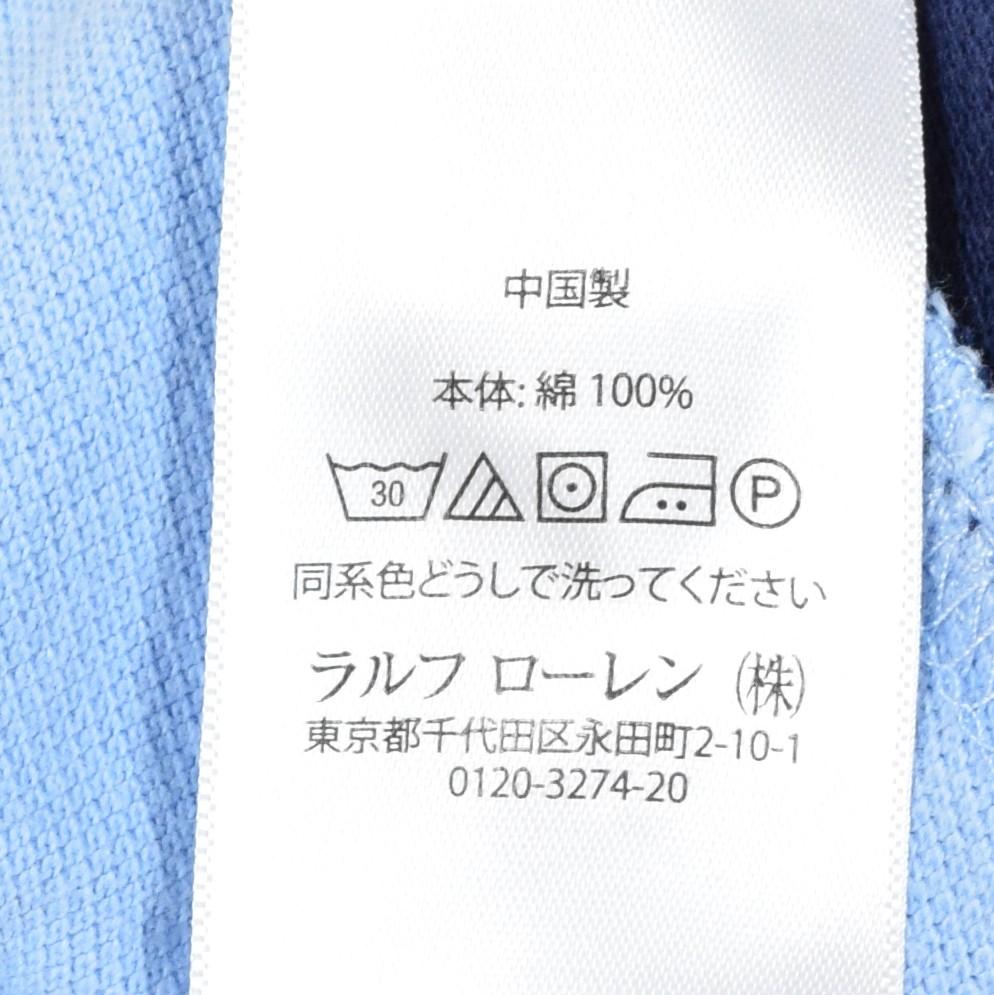 中国製
本体: 綿 100%
30 P
同系色どうしで洗ってください
ラルフ ローレン (株)
東京都千代田区永田町2-10-1
0120-3274-20